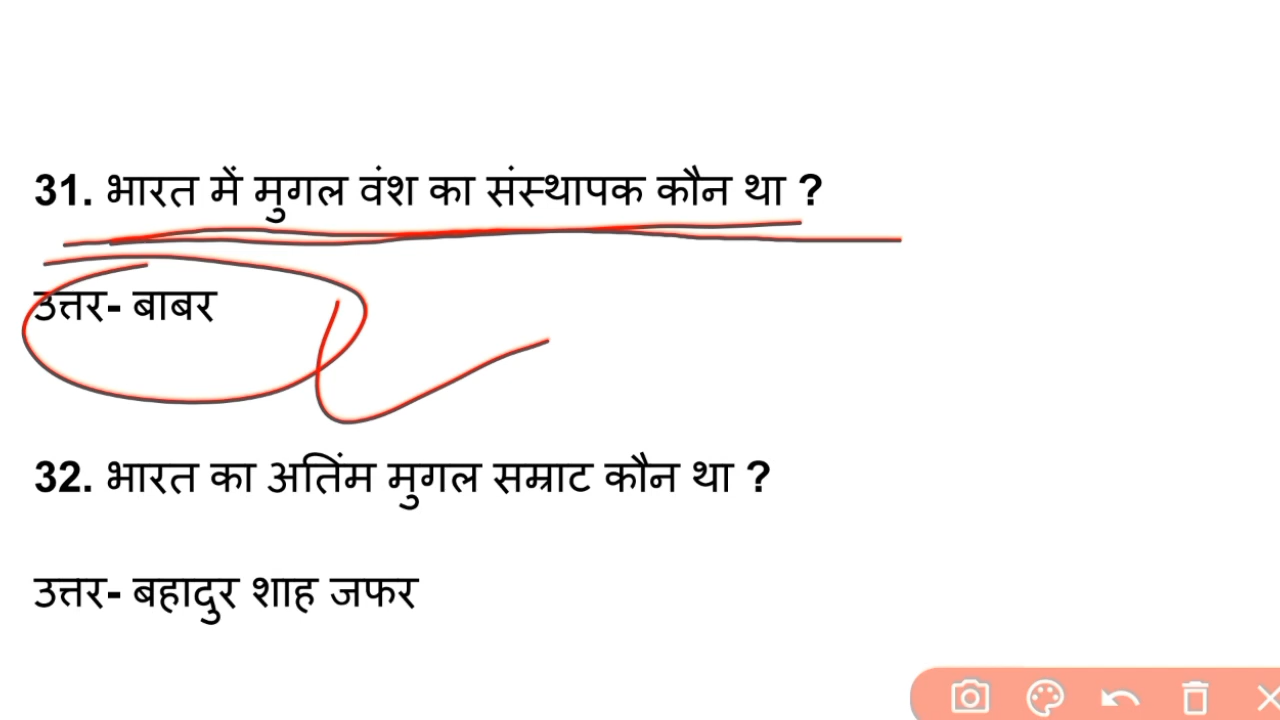 31. भारत में मुगल वंश का संस्थापक कौन था ?
उत्तर- बाबर
32. भारत का अतिंम मुगल सम्राट कौन था ?
उत्तर- बहादुर शाह जफर